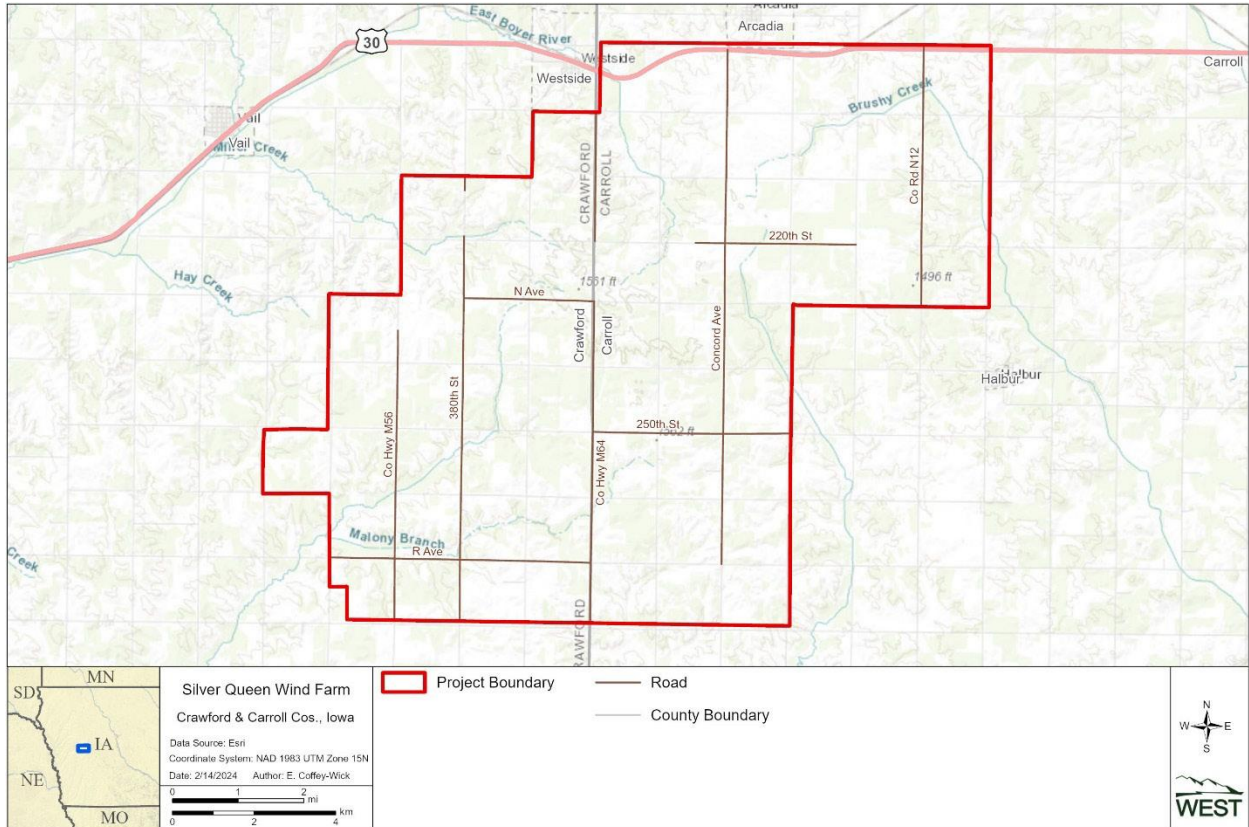 Arcadia
Arcadia
East Boyer River
30
Westside
Westside
Carroll
Vail
Vail
Miller Creek
Brushy Creek
CRAWFORD
CARROLL
Co Rd N12
220th St
Hay Creek
1551 ft
1496 ft
N Ave
Crawford
Carroll
Concord Ave
Halbur
Halbur
380th St
Co Hwy M56
250th St
Co Hwy M64
Malony Branch
R Ave
Creek
RAWFORD
MN
SD
IA
NE
MO
Silver Queen Wind Farm
Crawford & Carroll Cos., Iowa
Data Source: Esri
Coordinate System: NAD 1983 UTM Zone 15N
Date: 2/14/2024 Author: E. Coffey-Wick
0 1 2
mi
km
0 2 4
Project Boundary
Road
County Boundary
N
W E
S
WEST